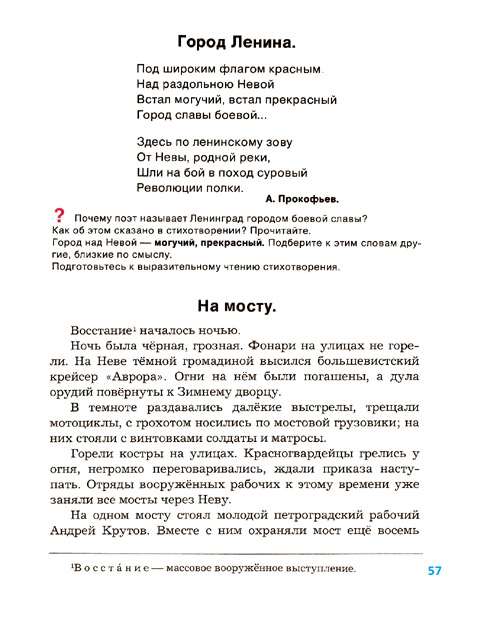 Город Ленина.
Под широким флагом красным
Над раздольною Невой
Встал могучий, встал прекрасный
Город славы боевой...
Здесь по ленинскому зову
От Невы, родной реки,
Шли на бой в поход суровый
Революции полки.
А. Прокофьев.
? Почему поэт называет Ленинград городом боевой славы?
Как об этом сказано в стихотворении? Прочитайте.
Город над Невой — могучий, прекрасный. Подберите к этим словам дру-
гие, близкие по смыслу.
Подготовьтесь к выразительному чтению стихотворения.
На мосту.
Восстание¹ началось ночью.
Ночь была чёрная, грозная. Фонари на улицах не горе-
ли. На Неве тёмной громадиной высился большевистский
крейсер «Аврора». Огни на нём были погашены, а дула
орудий повёрнуты к Зимнему дворцу.
В темноте раздавались далёкие выстрелы, трещали
мотоциклы, с грохотом носились по мостовой грузовики; на
них стояли с винтовками солдаты и матросы.
Горели костры на улицах. Красногвардейцы грелись у
огня, негромко переговаривались, ждали приказа насту-
пать. Отряды вооружённых рабочих к этому времени уже
заняли все мосты через Неву.
На одном мосту стоял молодой петроградский рабочий
Андрей Крутов. Вместе с ним охраняли мост ещё восемь
¹Восста́ние — массовое вооружённое выступление.
57